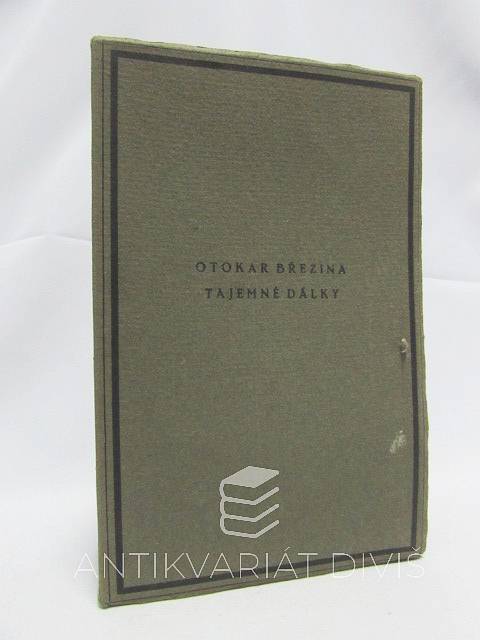 OTOKAR BŘEZINA
TAJEMNÉ DÁLKY
ANTIKVARIÁT DIVIŠ